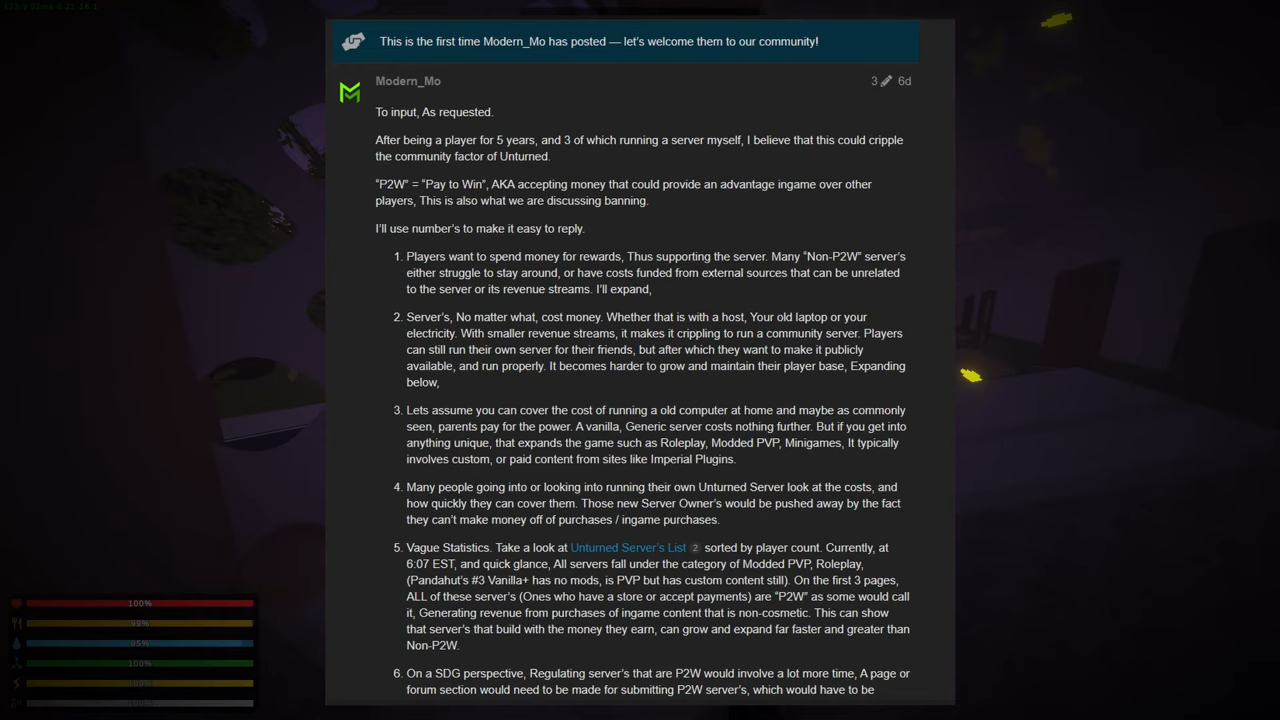 This is the first time Modern_Mo has posted — let's welcome them to our community!
Modern_Mo
3 6d
To input, As requested.
After being a player for 5 years, and 3 of which running a server myself, I believe that this could cripple
the community factor of Unturned.
“P2W” = “Pay to Win”, AKA accepting money that could provide an advantage ingame over other
players, This is also what we are discussing banning.
I’ll use number’s to make it easy to reply.
1. Players want to spend money for rewards, Thus supporting the server. Many “Non-P2W” server’s
either struggle to stay around, or have costs funded from external sources that can be unrelated
to the server or its revenue streams. I’ll expand,
2. Server’s, No matter what, cost money. Whether that is with a host, Your old laptop or your
electricity. With smaller revenue streams, it makes it crippling to run a community server. Players
can still run their own server for their friends, but after which they want to make it publicly
available, and run properly. It becomes harder to grow and maintain their player base, Expanding
below,
3. Lets assume you can cover the cost of running a old computer at home and maybe as commonly
seen, parents pay for the power. A vanilla, Generic server costs nothing further. But if you get into
anything unique, that expands the game such as Roleplay, Modded PVP, Minigames, It typically
involves custom, or paid content from sites like Imperial Plugins.
4. Many people going into or looking into running their own Unturned Server look at the costs, and
how quickly they can cover them. Those new Server Owner’s would be pushed away by the fact
they can’t make money off of purchases / ingame purchases.
5. Vague Statistics. Take a look at Unturned Server’s List 2 sorted by player count. Currently, at
6:07 EST, and quick glance, All servers fall under the category of Modded PVP, Roleplay,
(Pandahut’s #3 Vanilla+ has no mods, is PVP but has custom content still). On the first 3 pages,
ALL of these server’s (Ones who have a store or accept payments) are “P2W” as some would call
it, Generating revenue from purchases of ingame content that is non-cosmetic. This can show
that server’s that build with the money they earn, can grow and expand far faster and greater than
Non-P2W.
6. On a SDG perspective, Regulating server’s that are P2W would involve a lot more time, A page or
forum section would need to be made for submitting P2W server’s, which would have to be
100%
99%
95%
100%
100%
100%